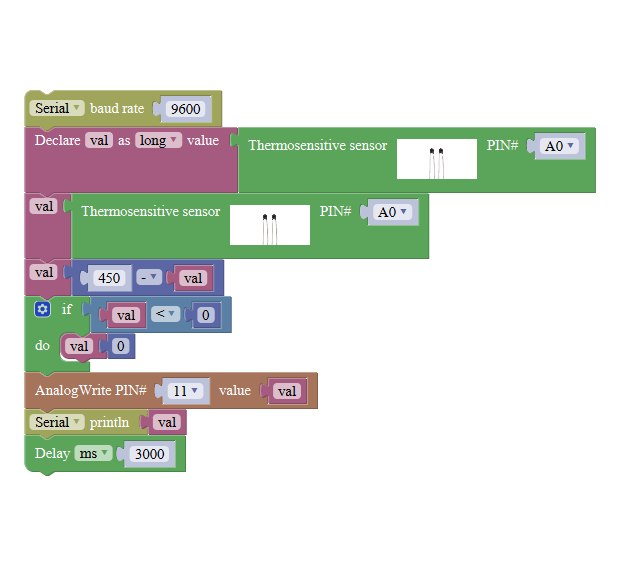 Serial baud rate 9600
Declare val as long value Thermosensitive sensor PIN# A0
val Thermosensitive sensor PIN# A0
val 450 - val
if val < 0
do val 0
AnalogWrite PIN# 11 value val
Serial println val
Delay ms 3000